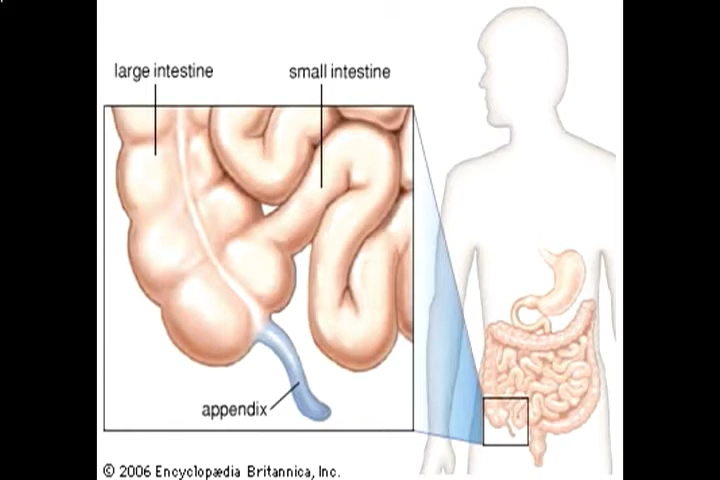 large intestine
small intestine
appendix
© 2006 Encyclopædia Britannica, Inc.